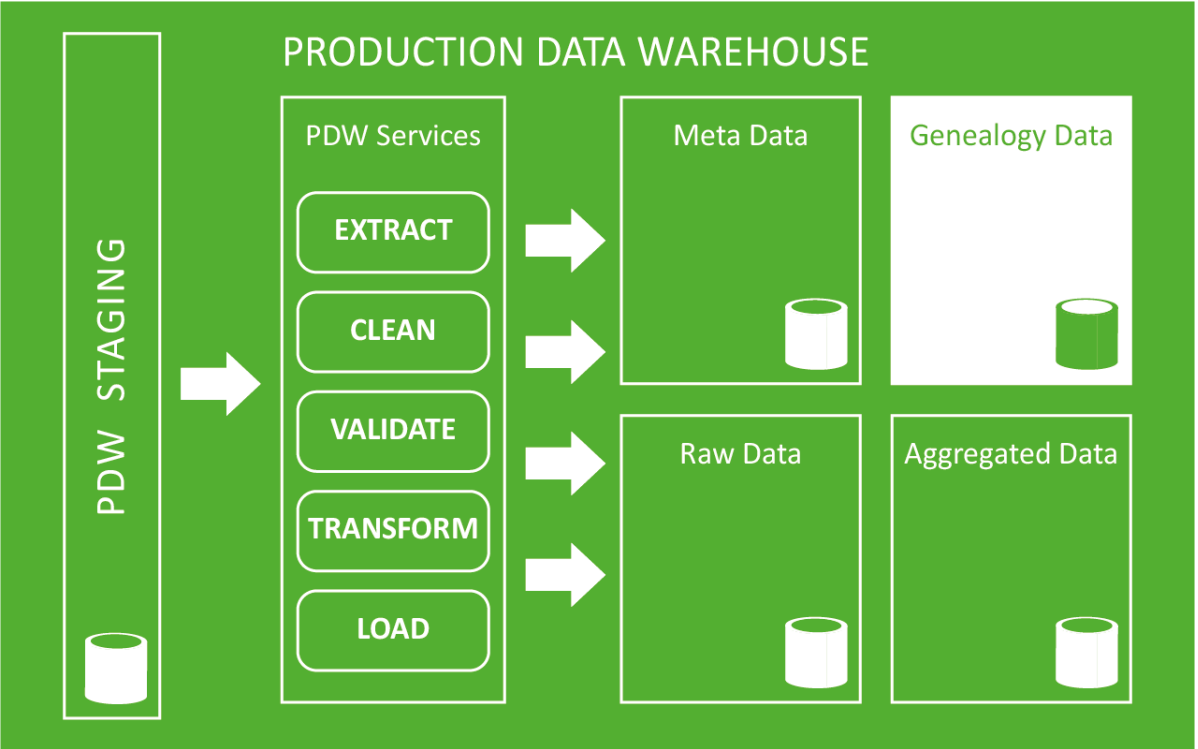 PRODUCTION DATA WAREHOUSE
PDW STAGING
PDW Services
EXTRACT
CLEAN
VALIDATE
TRANSFORM
LOAD
Meta Data
Genealogy Data
Raw Data
Aggregated Data